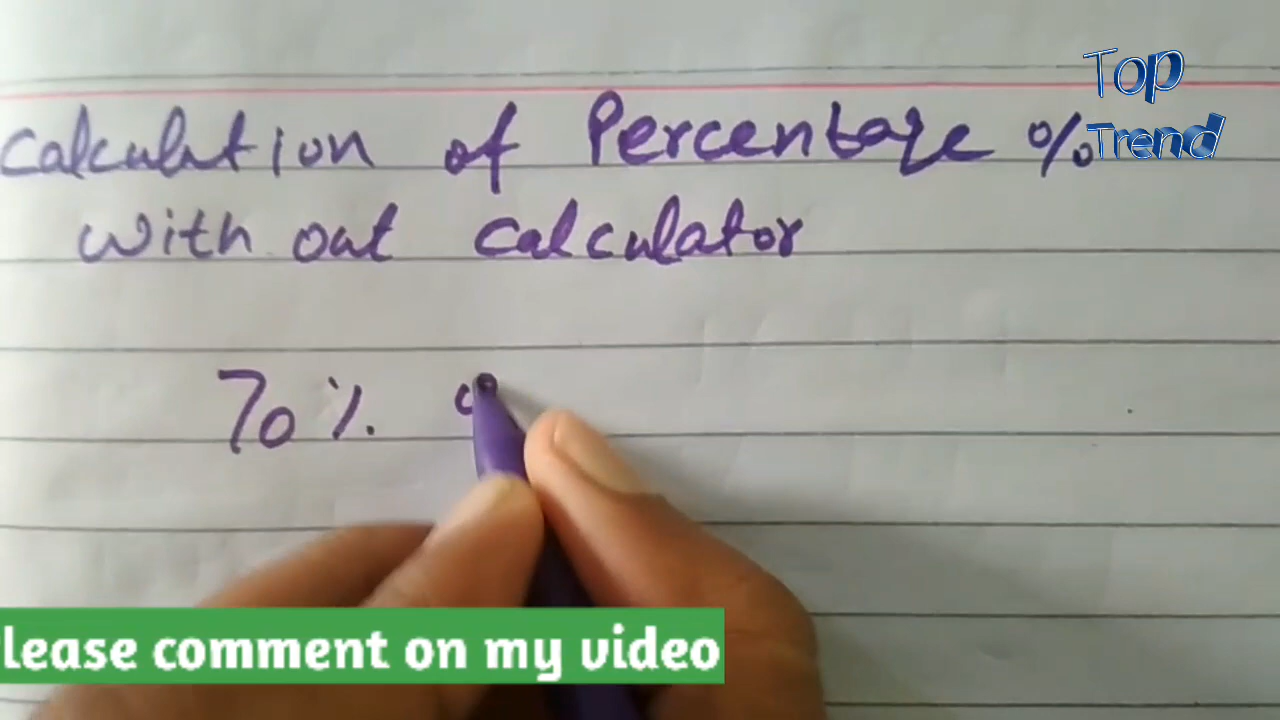 Top
Trend
Calculation of Percentage %
with out calculator
70 %
lease comment on my video